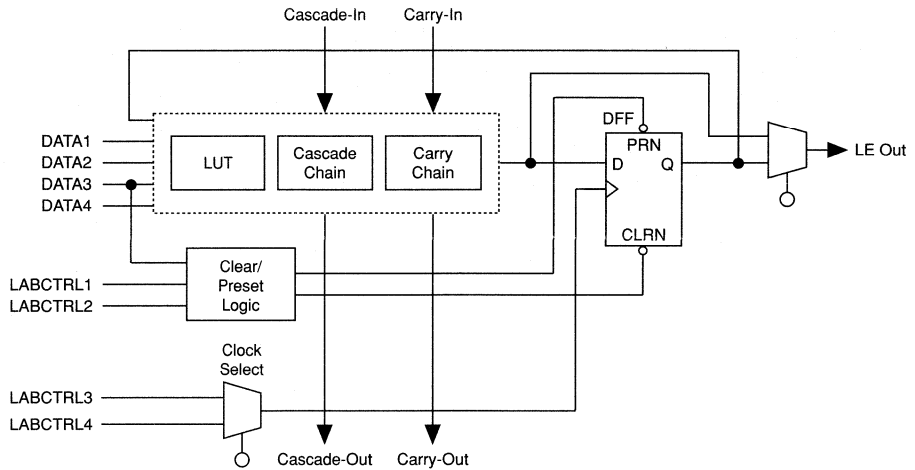 Cascade-In
Carry-In
DATA1
DATA2
DATA3
DATA4
LUT
Cascade
Chain
Carry
Chain
DFF
PRN
D
Q
CLRN
LE Out
LABCTRL1
LABCTRL2
Clear/
Preset
Logic
Clock
Select
LABCTRL3
LABCTRL4
Cascade-Out
Carry-Out